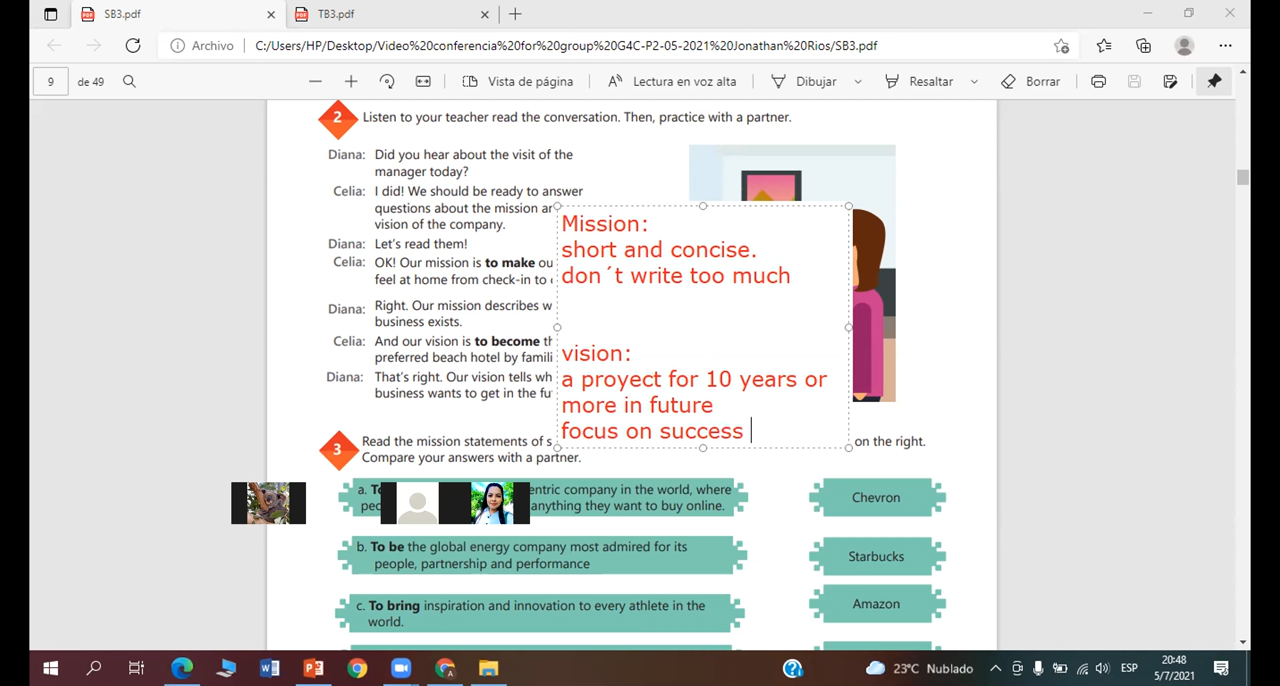 SB3.pdf
TB3.pdf
Archivo
C:/Users/HP/Desktop/Video%20conferencia%20for%20group%20G4C-P2-05-2021%20Jonathan%20Rios/SB3.pdf
9 de 49
Vista de página
Lectura en voz alta
Dibujar
Resaltar
Borrar
2 Listen to your teacher read the conversation. Then, practice with a partner.
Diana: Did you hear about the visit of the
manager today?
Celia: I did! We should be ready to answer
questions about the mission
vision of the company.
Diana: Let's read them!
Celia: OK! Our mission is to make
feel at home from check-in to
Diana: Right. Our mission describes
business exists.
Celia: And our vision is to become
preferred beach hotel by
Diana: That's right. Our vision tells
business wants to get in the
Mission:
short and concise.
don´t write too much
vision:
a proyect for 10 years or
more in future
focus on success
3 Read the mission statements of on the right.
Compare your answers with a partner.
a. company in the world, where
anything they want to buy online.
Chevron
b. To be the global energy company most admired for its
people, partnership and performance
Starbucks
c. To bring inspiration and innovation to every athlete in the
world.
Amazon
23°C Nublado
ESP
20:48
5/7/2021